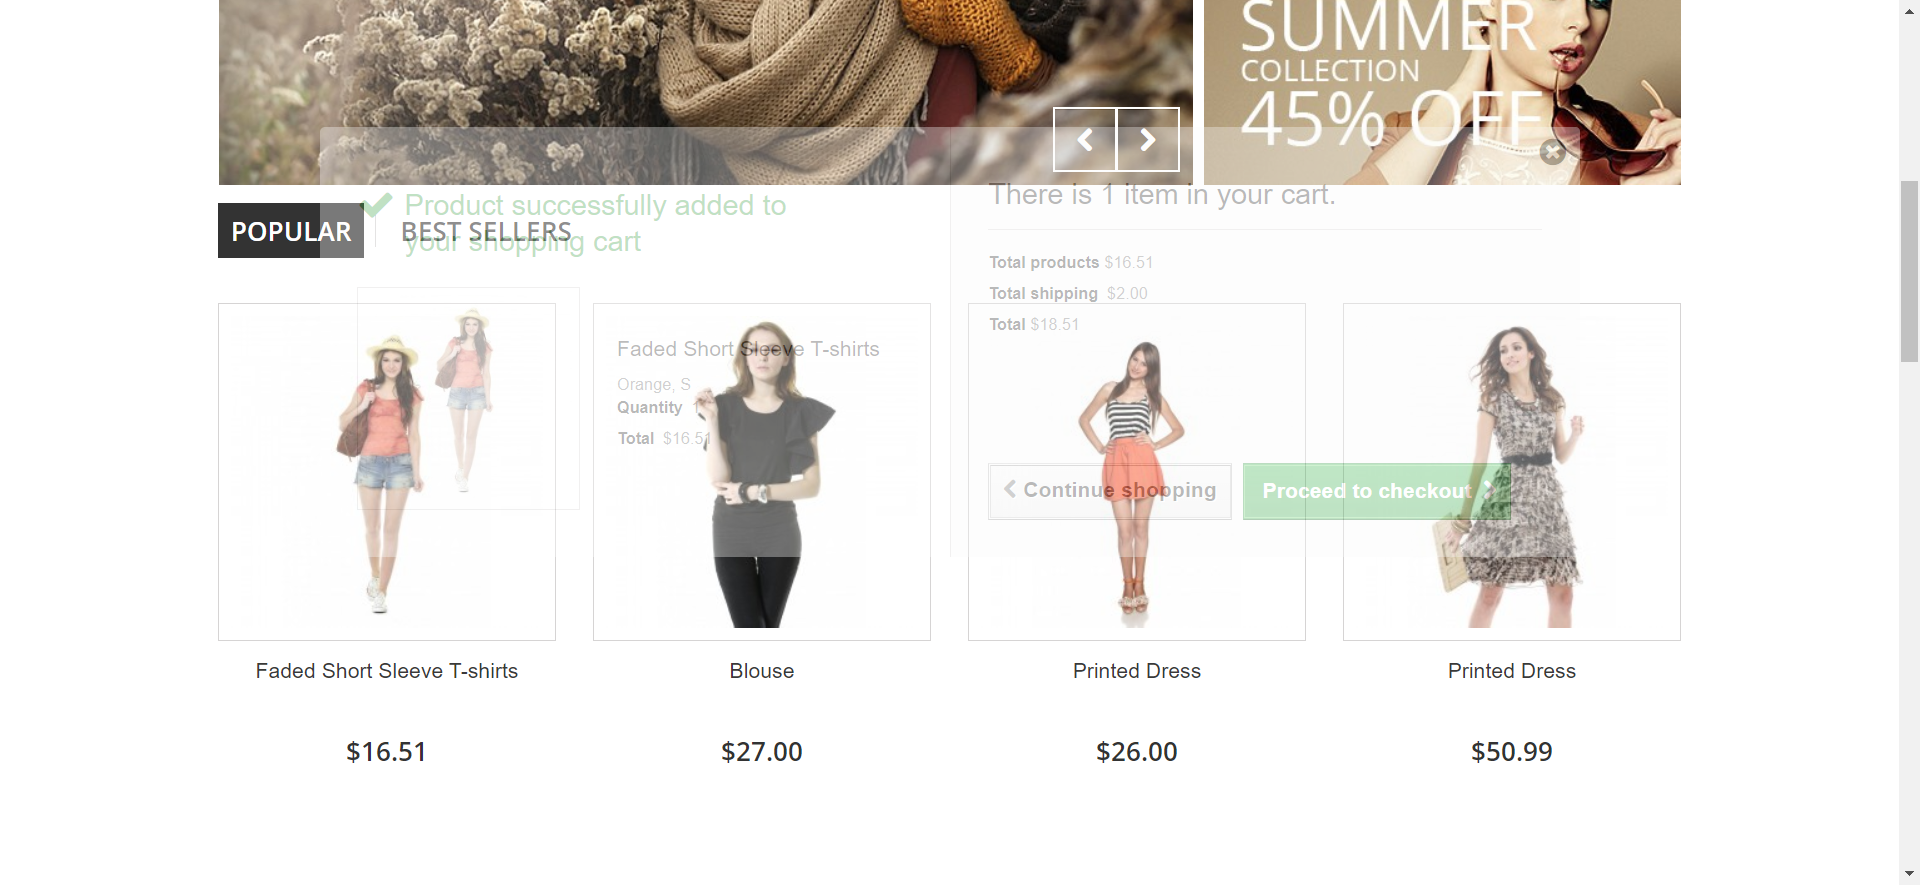 SUMMER
COLLECTION
45% OFF
Product successfully added to
your shopping cart
There is 1 item in your cart.
POPULAR
BEST SELLERS
Total products $16.51
Total shipping $2.00
Total $18.51
Faded Short Sleeve T-shirts
Orange, S
Quantity
Total $16.51
Continue shopping
Proceed to checkout
Faded Short Sleeve T-shirts
Blouse
Printed Dress
Printed Dress
$16.51
$27.00
$26.00
$50.99